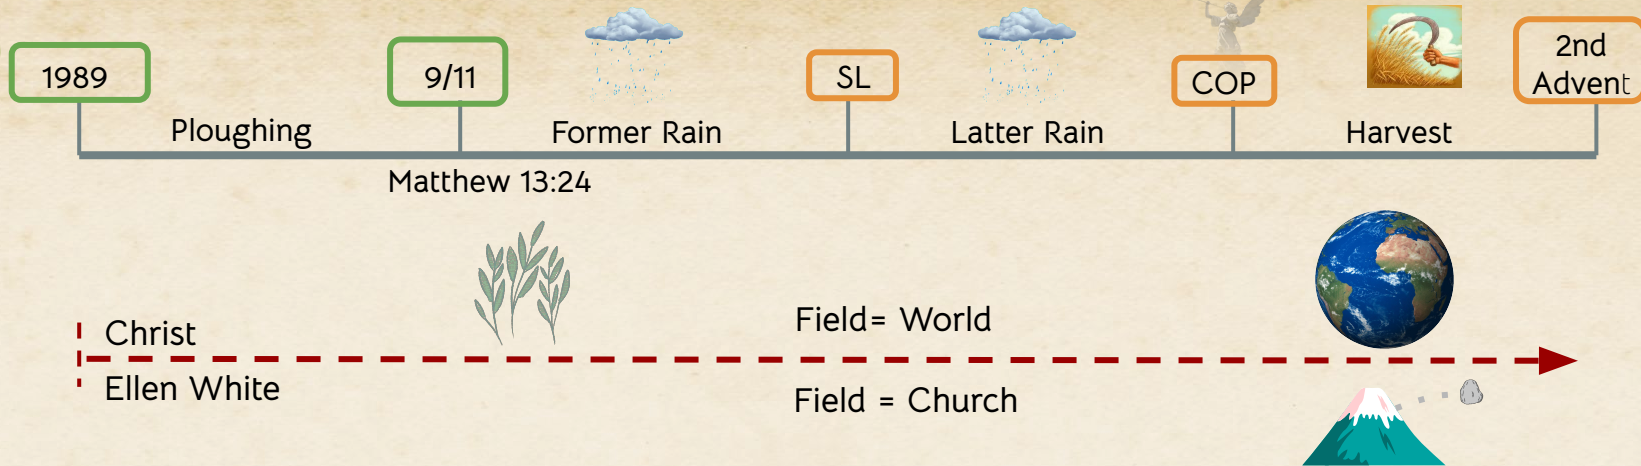 1989
9/11
SL
COP
2nd
Advent
Ploughing
Former Rain
Latter Rain
Harvest
Matthew 13:24
Christ
Field= World
Ellen White
Field = Church